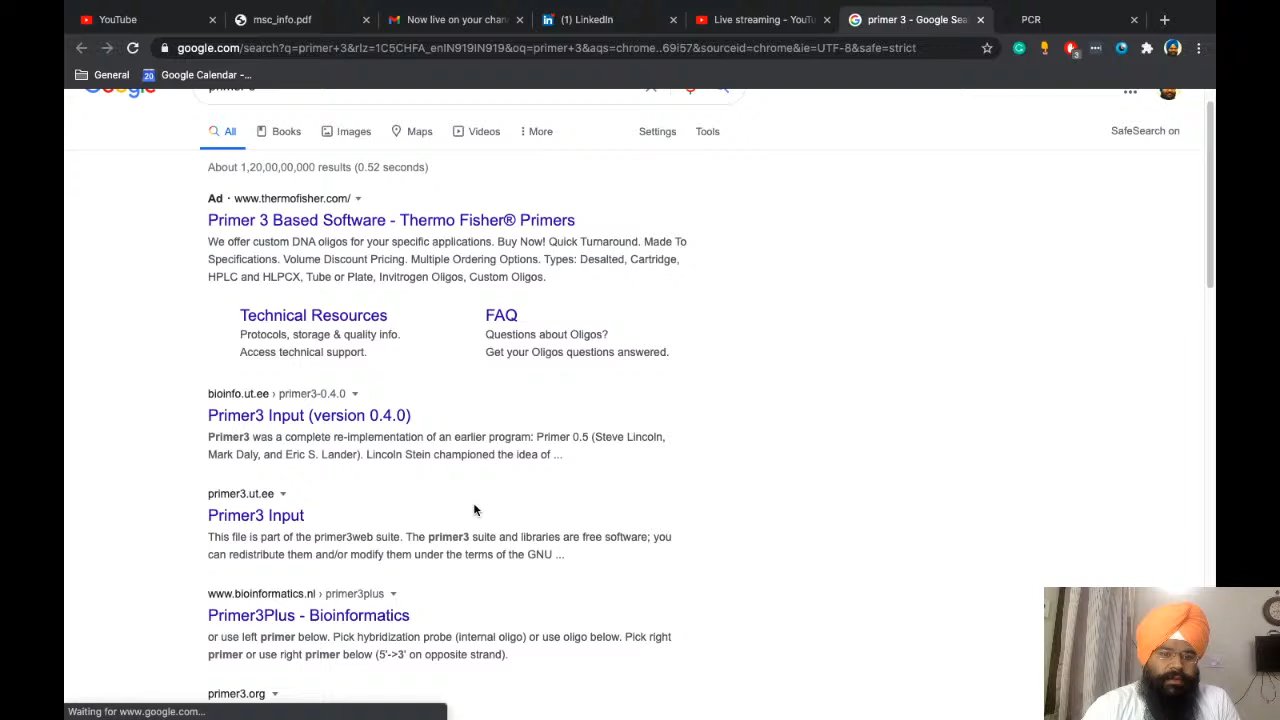 YouTube
msc_info.pdf
Now live on your chan
(1) LinkedIn
Live streaming - YouTu
primer 3 - Google Sea
PCR
google.com/search?q=primer+3&rlz=1C5CHFA_enIN919IN919&oq=primer+3&aqs=chrome..69i57&sourceid=chrome&ie=UTF-8&safe=strict
3
General
20 Google Calendar -...
All
Books
Images
Maps
Videos
More
Settings
Tools
SafeSearch on
About 1,20,00,00,000 results (0.52 seconds)
Ad · www.thermofisher.com/
Primer 3 Based Software - Thermo Fisher® Primers
We offer custom DNA oligos for your specific applications. Buy Now! Quick Turnaround. Made To
Specifications. Volume Discount Pricing. Multiple Ordering Options. Types: Desalted, Cartridge,
HPLC and HLPCX, Tube or Plate, Invitrogen Oligos, Custom Oligos.
Technical Resources
Protocols, storage & quality info.
Access technical support.
FAQ
Questions about Oligos?
Get your Oligos questions answered.
bioinfo.ut.ee › primer3-0.4.0
Primer3 Input (version 0.4.0)
Primer3 was a complete re-implementation of an earlier program: Primer 0.5 (Steve Lincoln,
Mark Daly, and Eric S. Lander). Lincoln Stein championed the idea of ...
primer3.ut.ee
Primer3 Input
This file is part of the primer3web suite. The primer3 suite and libraries are free software; you
can redistribute them and/or modify them under the terms of the GNU ...
www.bioinformatics.nl › primer3plus
Primer3Plus - Bioinformatics
or use left primer below. Pick hybridization probe (internal oligo) or use oligo below. Pick right
primer or use right primer below (5'->3' on opposite strand).
primer3.org
Waiting for www.google.com...